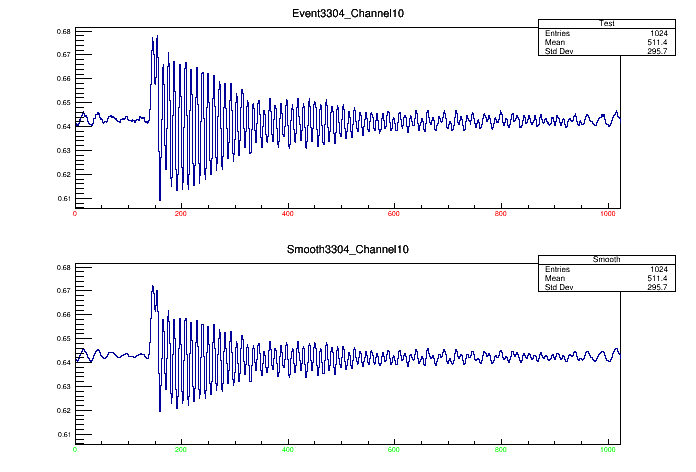 Event3304_Channel10
Test
Entries 1024
Mean 511.4
Std Dev 295.7
0.68
0.67
0.66
0.65
0.64
0.63
0.62
0.61
0 200 400 600 800 1000
Smooth3304_Channel10
Smooth
Entries 1024
Mean 511.4
Std Dev 295.7
0.68
0.67
0.66
0.65
0.64
0.63
0.62
0.61
0 200 400 600 800 1000